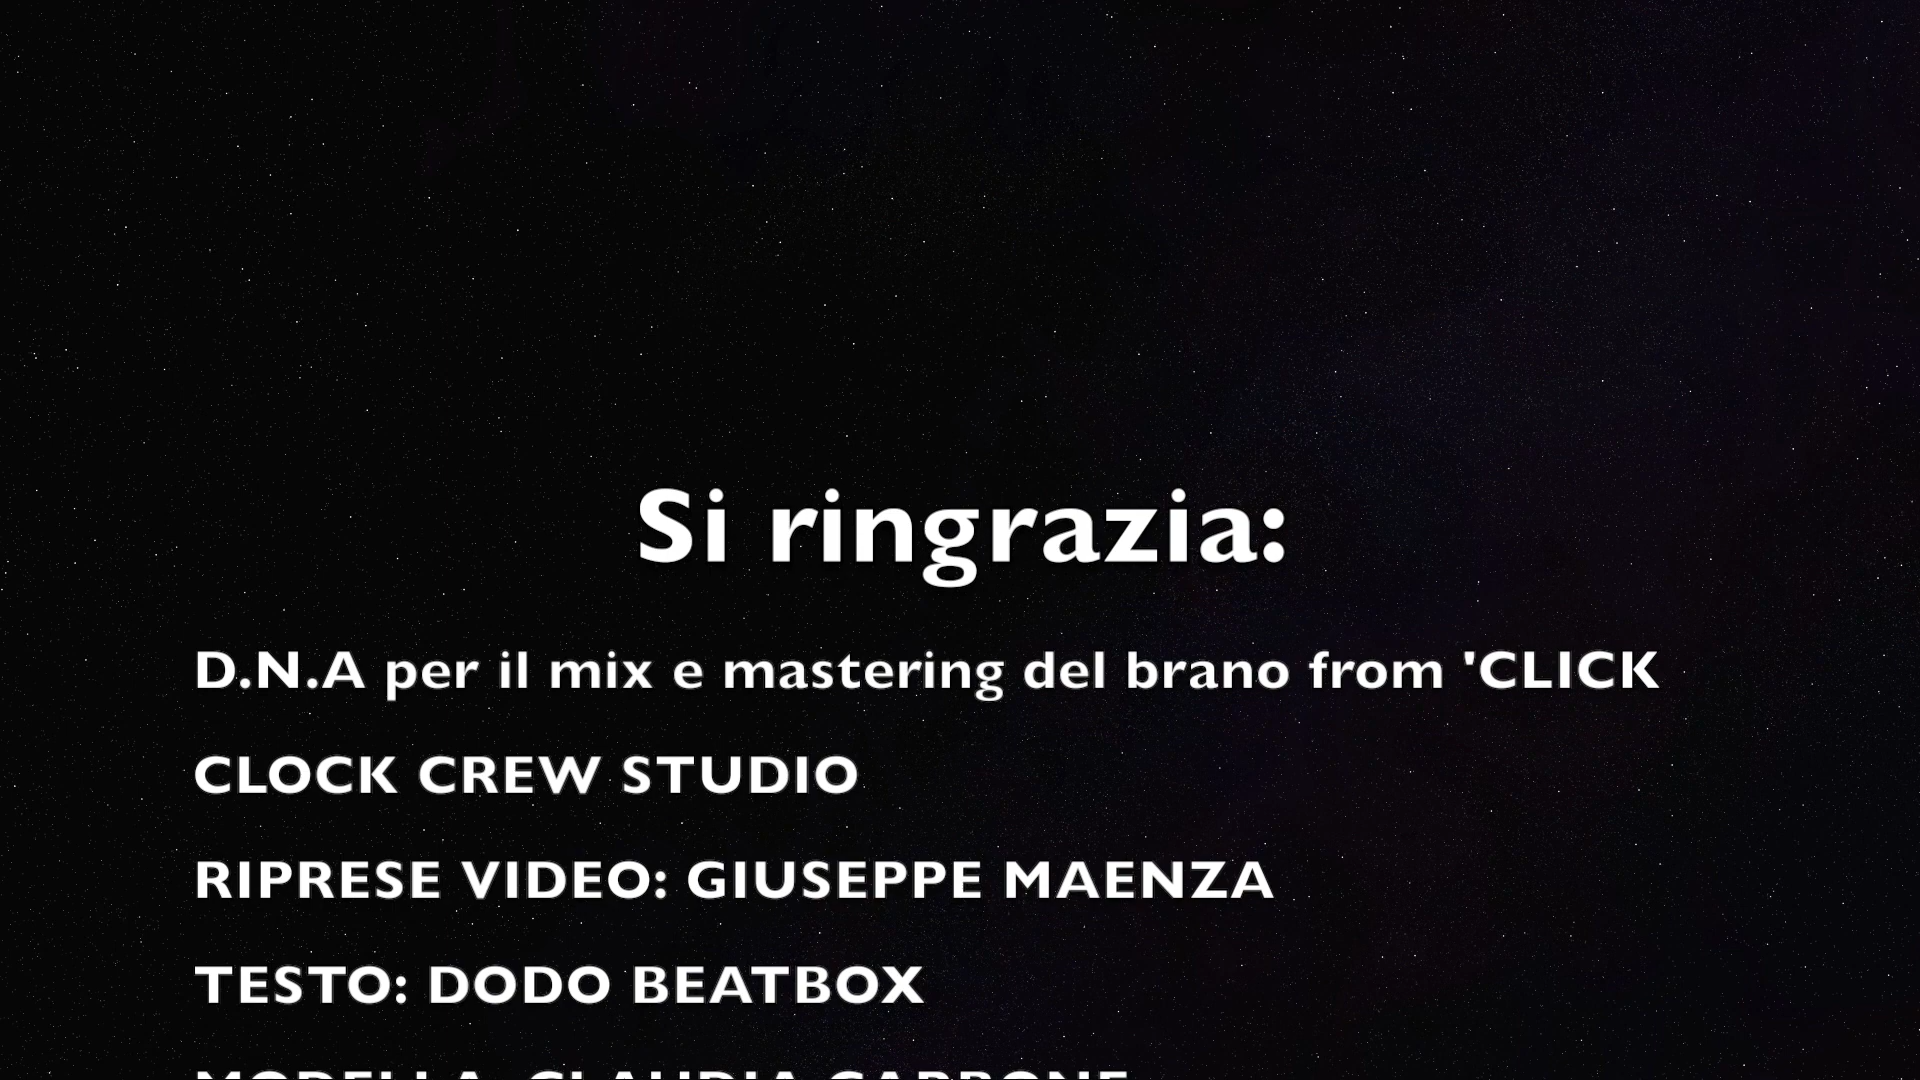 Si ringrazia:
D.N.A per il mix e mastering del brano from 'CLICK
CLOCK CREW STUDIO
RIPRESE VIDEO: GIUSEPPE MAENZA
TESTO: DODO BEATBOX